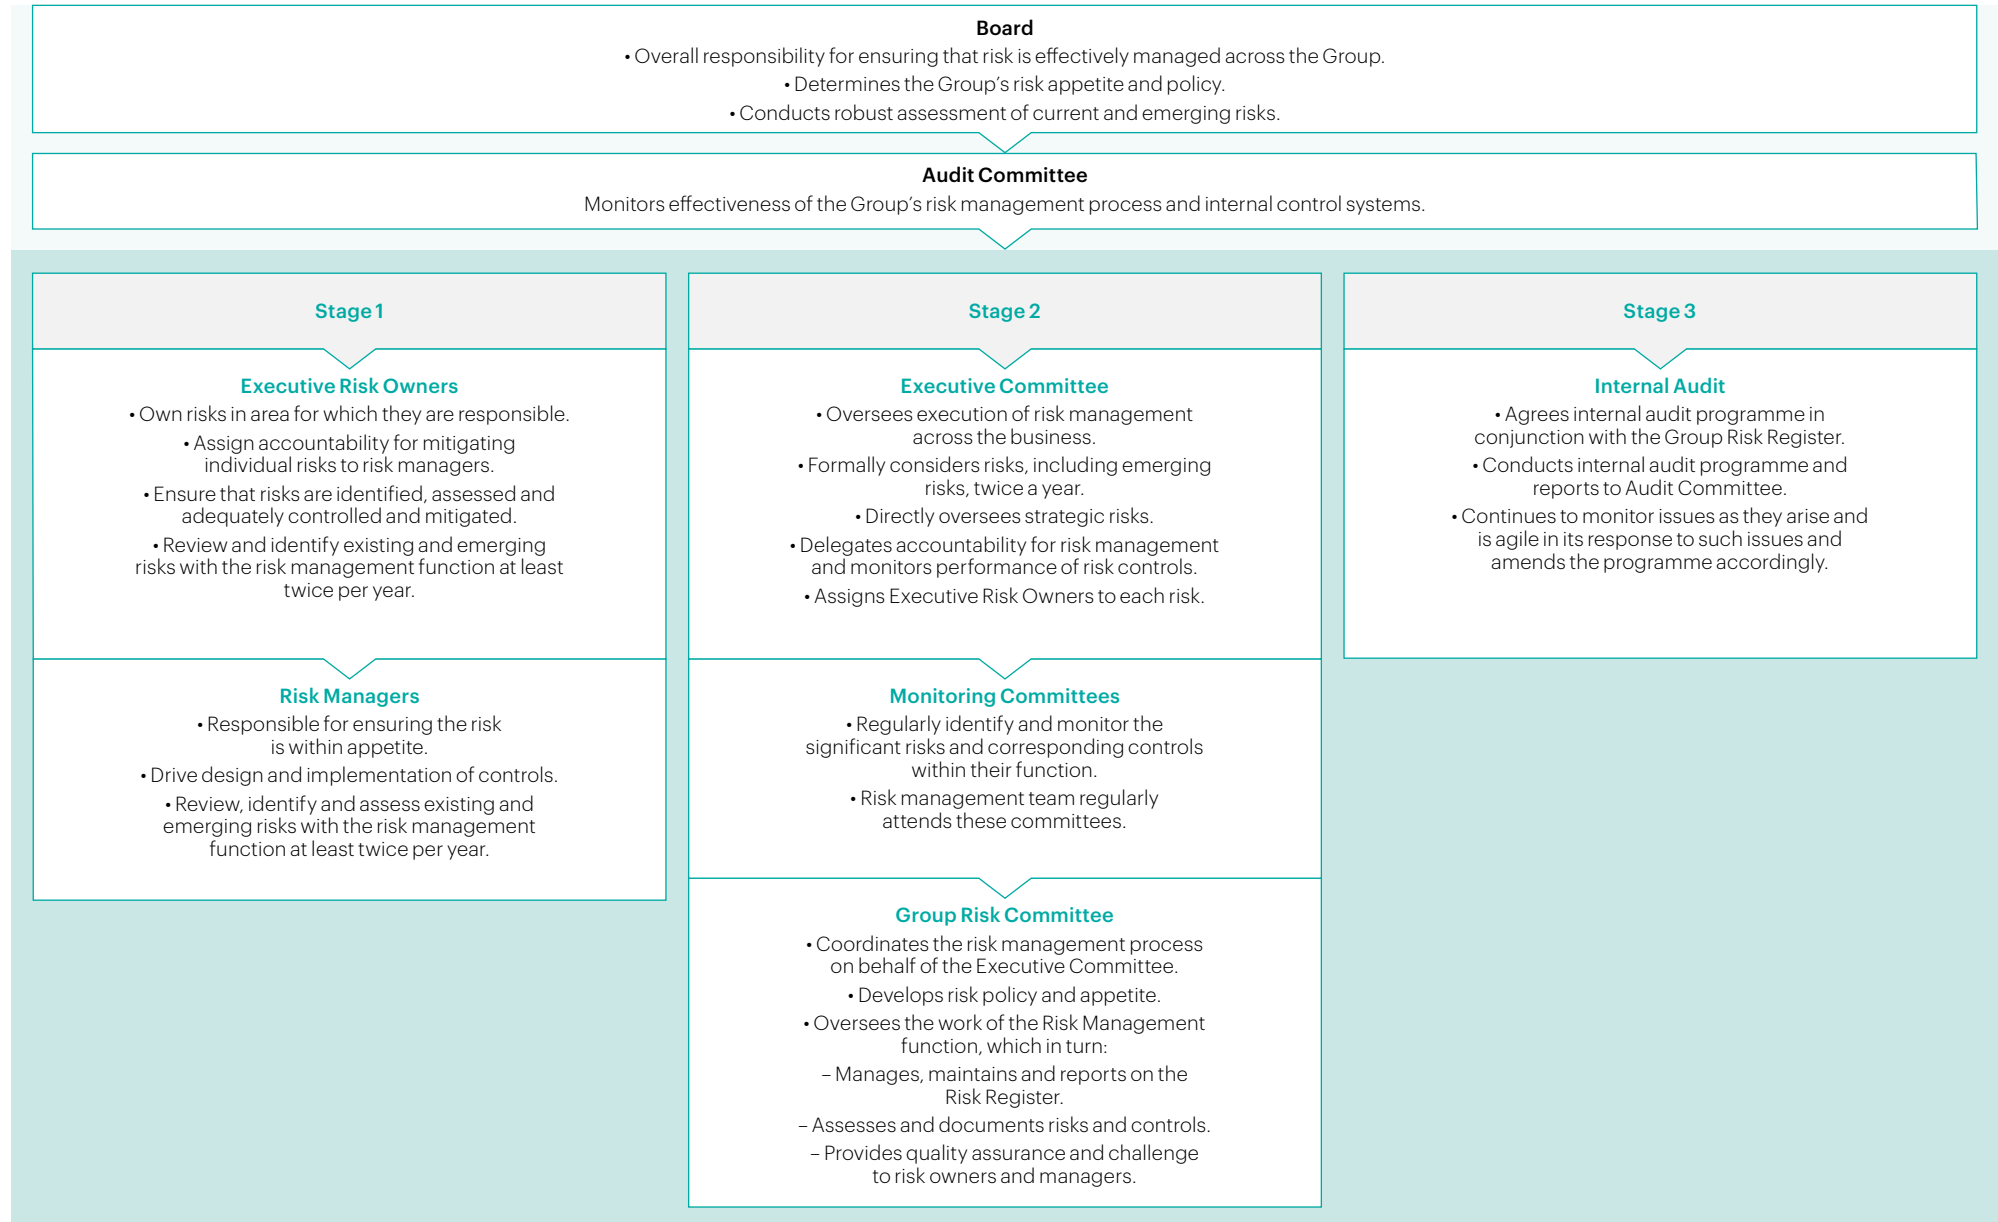 Board
• Overall responsibility for ensuring that risk is effectively managed across the Group.
• Determines the Group’s risk appetite and policy.
• Conducts robust assessment of current and emerging risks.
Audit Committee
Monitors effectiveness of the Group’s risk management process and internal control systems.
Stage 1
Executive Risk Owners
• Own risks in area for which they are responsible.
• Assign accountability for mitigating
individual risks to risk managers.
• Ensure that risks are identified, assessed and
adequately controlled and mitigated.
• Review and identify existing and emerging
risks with the risk management function at least
twice per year.
Risk Managers
• Responsible for ensuring the risk
is within appetite.
• Drive design and implementation of controls.
• Review, identify and assess existing and
emerging risks with the risk management
function at least twice per year.
Stage 2
Executive Committee
• Oversees execution of risk management
across the business.
• Formally considers risks, including emerging
risks, twice a year.
• Directly oversees strategic risks.
• Delegates accountability for risk management
and monitors performance of risk controls.
• Assigns Executive Risk Owners to each risk.
Monitoring Committees
• Regularly identify and monitor the
significant risks and corresponding controls
within their function.
• Risk management team regularly
attends these committees.
Group Risk Committee
• Coordinates the risk management process
on behalf of the Executive Committee.
• Develops risk policy and appetite.
• Oversees the work of the Risk Management
function, which in turn:
– Manages, maintains and reports on the
Risk Register.
– Assesses and documents risks and controls.
– Provides quality assurance and challenge
to risk owners and managers.
Stage 3
Internal Audit
• Agrees internal audit programme in
conjunction with the Group Risk Register.
• Conducts internal audit programme and
reports to Audit Committee.
• Continues to monitor issues as they arise and
is agile in its response to such issues and
amends the programme accordingly.